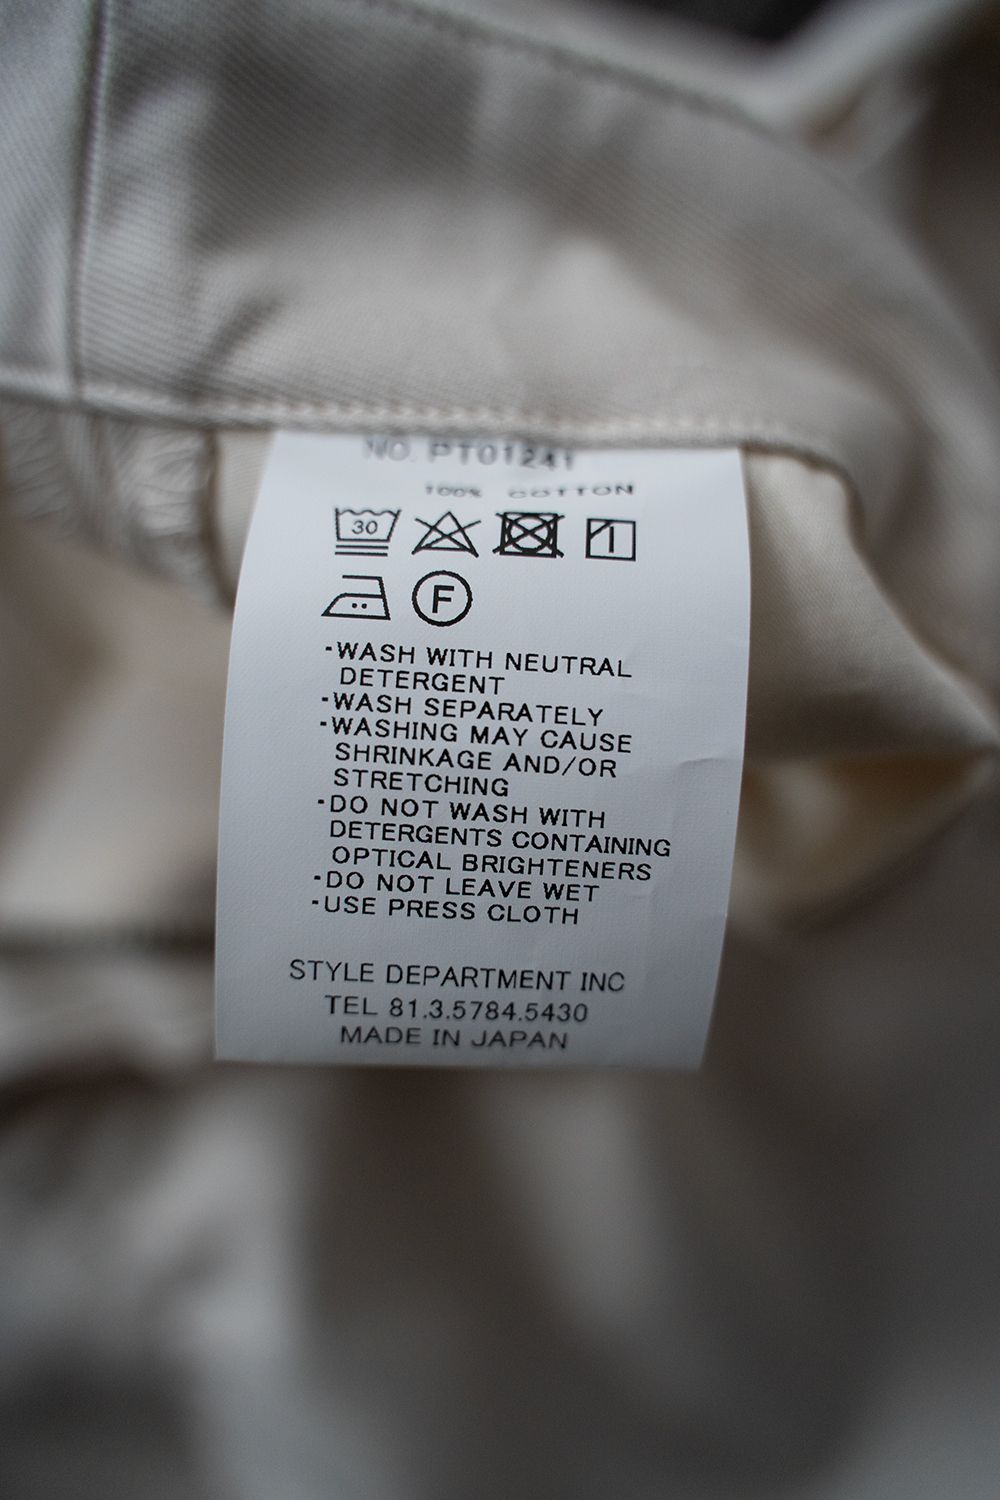 NO. PT01241
100% COTTON
30
F
-WASH WITH NEUTRAL
DETERGENT
-WASH SEPARATELY
-WASHING MAY CAUSE
SHRINKAGE AND/OR
STRETCHING
-DO NOT WASH WITH
DETERGENTS CONTAINING
OPTICAL BRIGHTENERS
-DO NOT LEAVE WET
-USE PRESS CLOTH
STYLE DEPARTMENT INC
TEL 81.3.5784.5430
MADE IN JAPAN